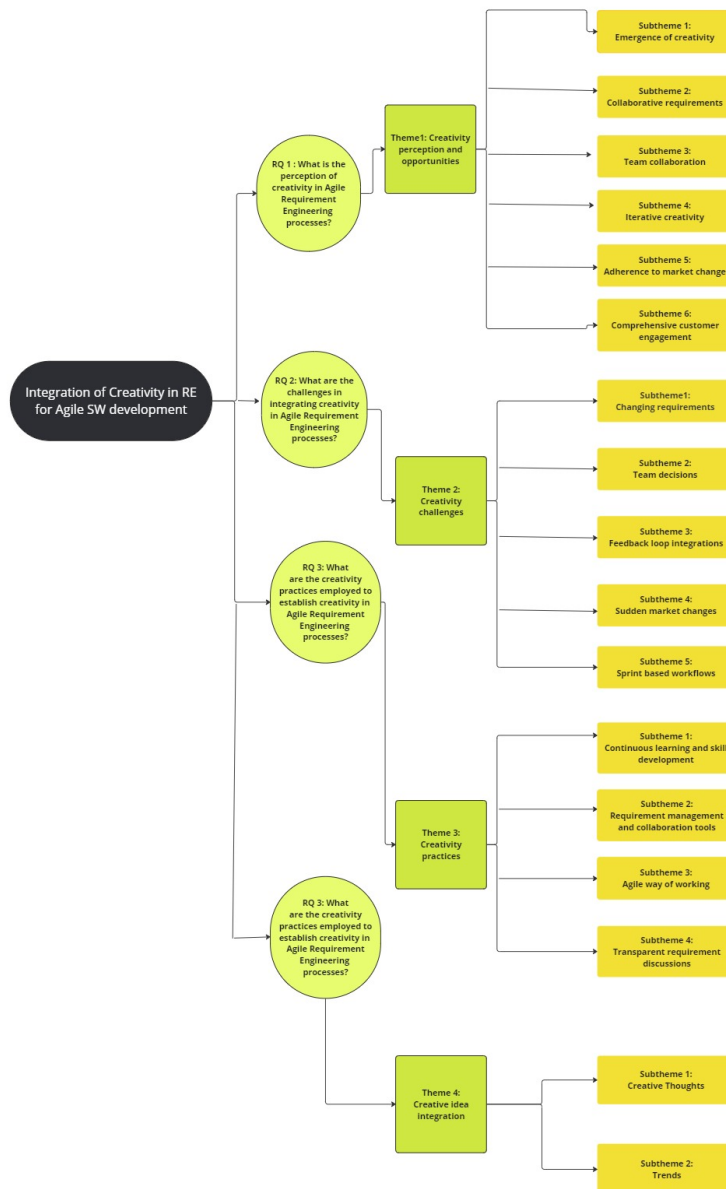 Integration of Creativity in RE
for Agile SW development
RQ 1 : What is the
perception of
creativity in Agile
Requirement
Engineering
processes?
Theme1: Creativity
perception and
opportunities
Subtheme 1:
Emergence of creativity
Subtheme 2:
Collaborative requirements
Subtheme 3:
Team collaboration
Subtheme 4:
Iterative creativity
Subtheme 5:
Adherence to market change
Subtheme 6:
Comprehensive customer
engagement
RQ 2: What are the
challenges in
integrating creativity
in Agile Requirement
Engineering
processes?
Theme 2:
Creativity
challenges
Subtheme1:
Changing requirements
Subtheme 2:
Team decisions
Subtheme 3:
Feedback loop integrations
Subtheme 4:
Sudden market changes
Subtheme 5:
Sprint based workflows
RQ 3: What
are the creativity
practices employed to
establish creativity in
Agile Requirement
Engineering
processes?
Theme 3:
Creativity
practices
Subtheme 1:
Continuous learning and skill
development
Subtheme 2:
Requirement management
and collaboration tools
Subtheme 3:
Agile way of working
Subtheme 4:
Transparent requirement
discussions
RQ 3: What
are the creativity
practices employed to
establish creativity in
Agile Requirement
Engineering
processes?
Theme 4:
Creative idea
integration
Subtheme 1:
Creative Thoughts
Subtheme 2:
Trends